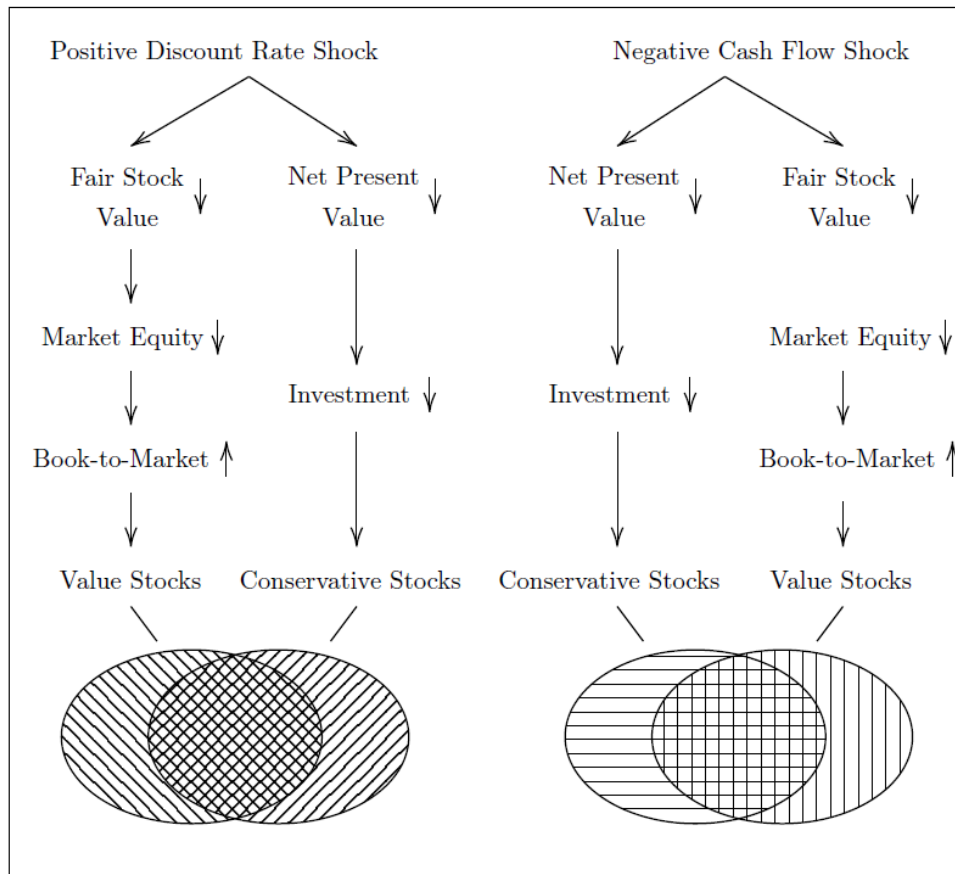 Positive Discount Rate Shock
Negative Cash Flow Shock
Fair Stock
Value
Net Present
Value
Net Present
Value
Fair Stock
Value
Market Equity
Market Equity
Investment
Investment
Book-to-Market
Book-to-Market
Value Stocks
Conservative Stocks
Conservative Stocks
Value Stocks